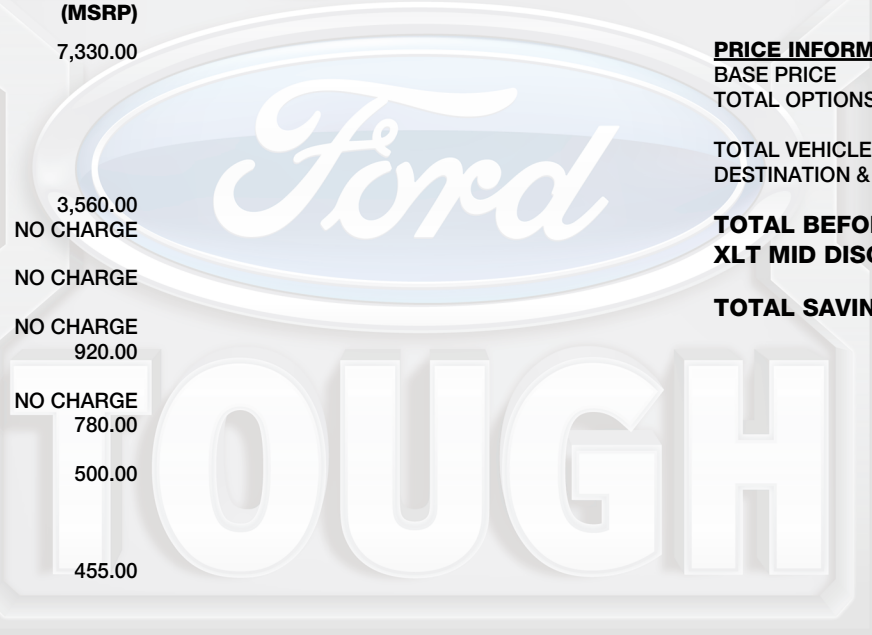 (MSRP)
7,330.00
3,560.00
NO CHARGE
NO CHARGE
NO CHARGE
920.00
NO CHARGE
780.00
500.00
455.00
PRICE INFORM
BASE PRICE
TOTAL OPTIONS
TOTAL VEHICLE
DESTINATION &
TOTAL BEFO
XLT MID DISC
TOTAL SAVIN
Ford
TOUGH